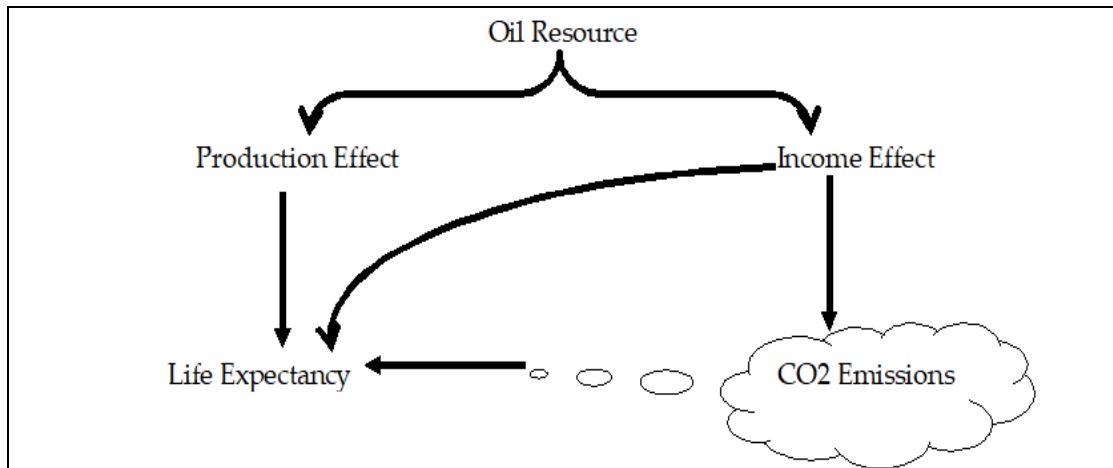 Oil Resource
Production Effect
Income Effect
Life Expectancy
CO2 Emissions